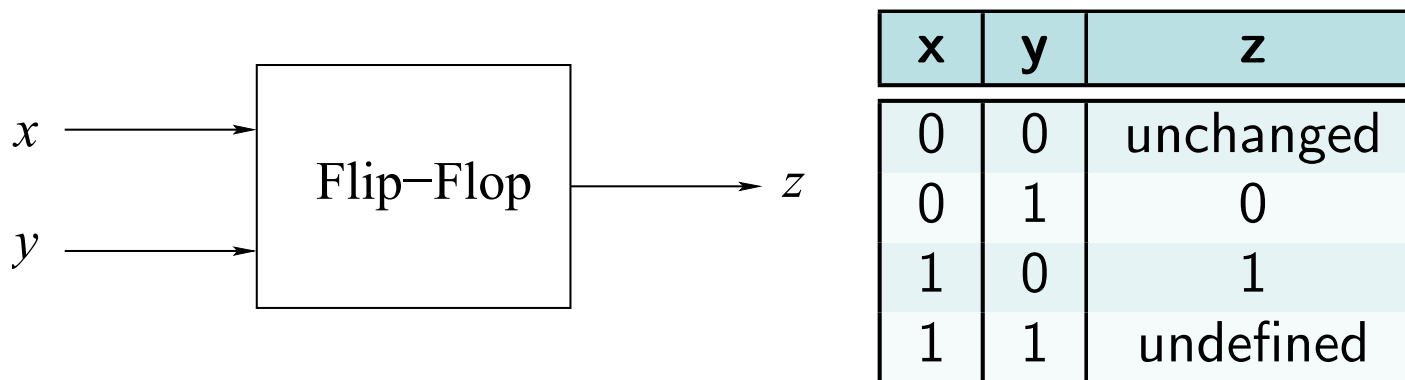 x
y
Flip–Flop
z
x y z
0 0 unchanged
0 1 0
1 0 1
1 1 undefined